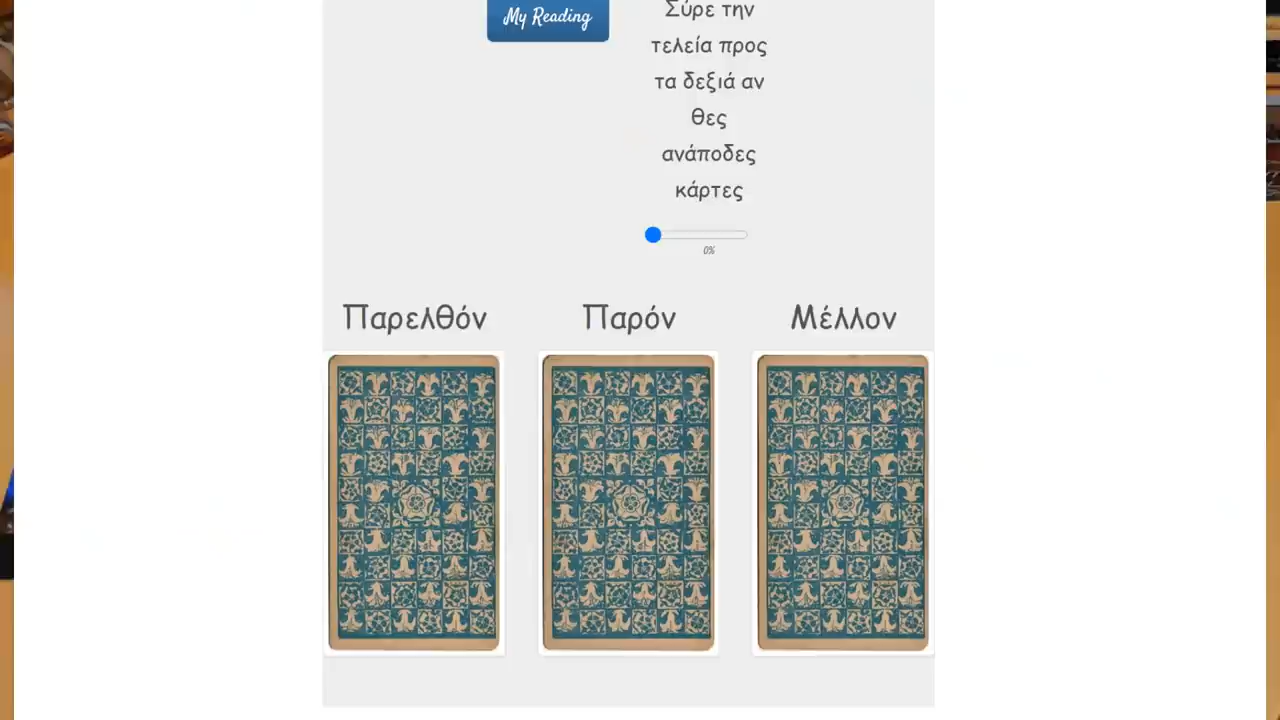 My Reading
Σύρε την
τελεία προς
τα δεξιά αν
θες
ανάποδες
κάρτες
0%
Παρελθόν
Παρόν
Μέλλον